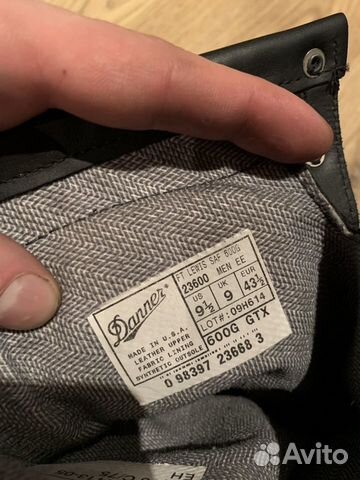 FT LEWIS SAF 600G
23600 MEN EE
US UK EUR
9½ 9 43½
LOT#:09H614
600G GTX
Danner
MADE IN U.S.A.
LEATHER UPPER
FABRIC LINING
SYNTHETIC OUTSOLE
0 98397 23668 3
EH
Avito